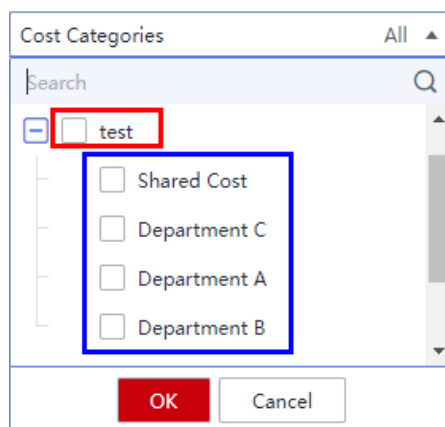 Cost Categories All
Search
test
Shared Cost
Department C
Department A
Department B
OK Cancel